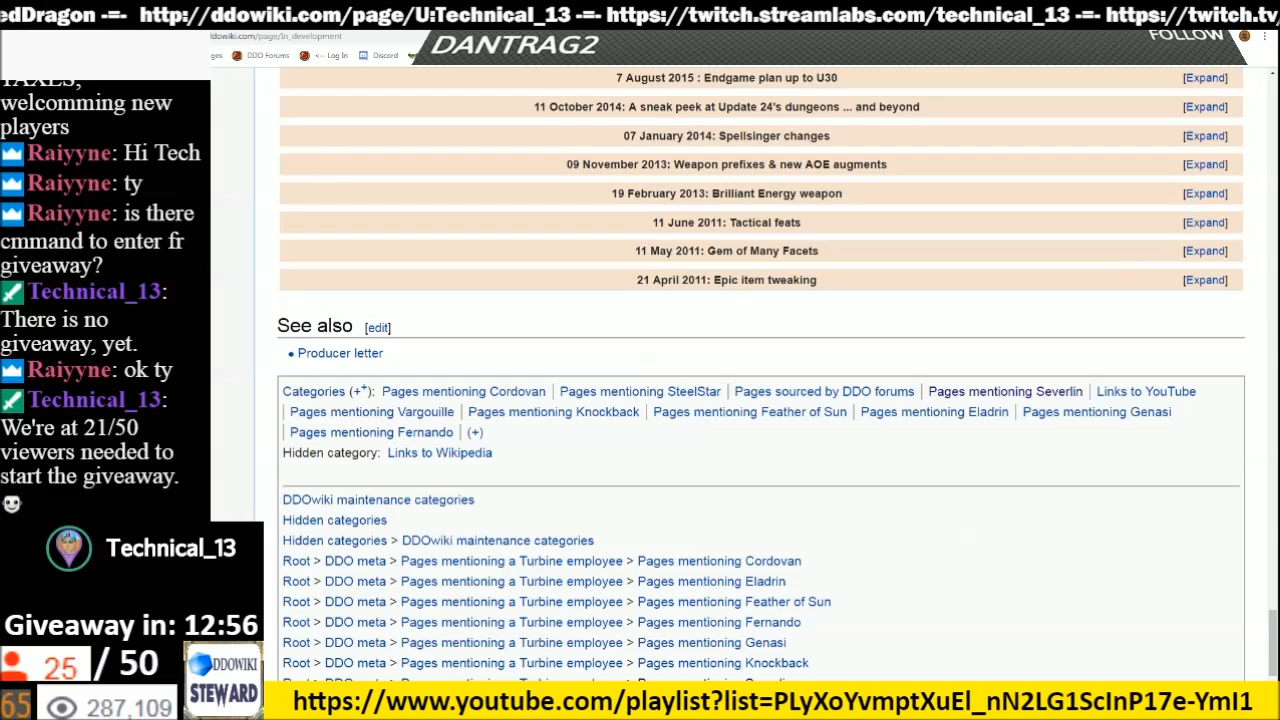 edDragon -=- http://ddowiki.com/page/U:Technical_13 -=- https://twitch.streamlabs.com/technical_13 -=- https://twitch.tv
ddowiki.com/page/In_development
DANTRAG2
FOLLOW
ges DDO Forums <-- Log In Discord
TAXES,
welcomming new
players
Raiyyne: Hi Tech
Raiyyne: ty
Raiyyne: is there
cmmand to enter fr
giveaway?
Technical_13:
There is no
giveaway, yet.
Raiyyne: ok ty
Technical_13:
We're at 21/50
viewers needed to
start the giveaway.
Technical_13
Giveaway in: 12:56
25 / 50
DDOWIKI
STEWARD
65 287,109
7 August 2015 : Endgame plan up to U30 [Expand]
11 October 2014: A sneak peek at Update 24's dungeons ... and beyond [Expand]
07 January 2014: Spellsinger changes [Expand]
09 November 2013: Weapon prefixes & new AOE augments [Expand]
19 February 2013: Brilliant Energy weapon [Expand]
11 June 2011: Tactical feats [Expand]
11 May 2011: Gem of Many Facets [Expand]
21 April 2011: Epic item tweaking [Expand]
See also [edit]
• Producer letter
Categories (+⁺): Pages mentioning Cordovan | Pages mentioning SteelStar | Pages sourced by DDO forums | Pages mentioning Severlin | Links to YouTube
| Pages mentioning Vargouille | Pages mentioning Knockback | Pages mentioning Feather of Sun | Pages mentioning Eladrin | Pages mentioning Genasi
| Pages mentioning Fernando | (+)
Hidden category: Links to Wikipedia
DDOwiki maintenance categories
Hidden categories
Hidden categories > DDOwiki maintenance categories
Root > DDO meta > Pages mentioning a Turbine employee > Pages mentioning Cordovan
Root > DDO meta > Pages mentioning a Turbine employee > Pages mentioning Eladrin
Root > DDO meta > Pages mentioning a Turbine employee > Pages mentioning Feather of Sun
Root > DDO meta > Pages mentioning a Turbine employee > Pages mentioning Fernando
Root > DDO meta > Pages mentioning a Turbine employee > Pages mentioning Genasi
Root > DDO meta > Pages mentioning a Turbine employee > Pages mentioning Knockback
https://www.youtube.com/playlist?list=PLyXoYvmptXuEl_nN2LG1ScInP17e-YmI1